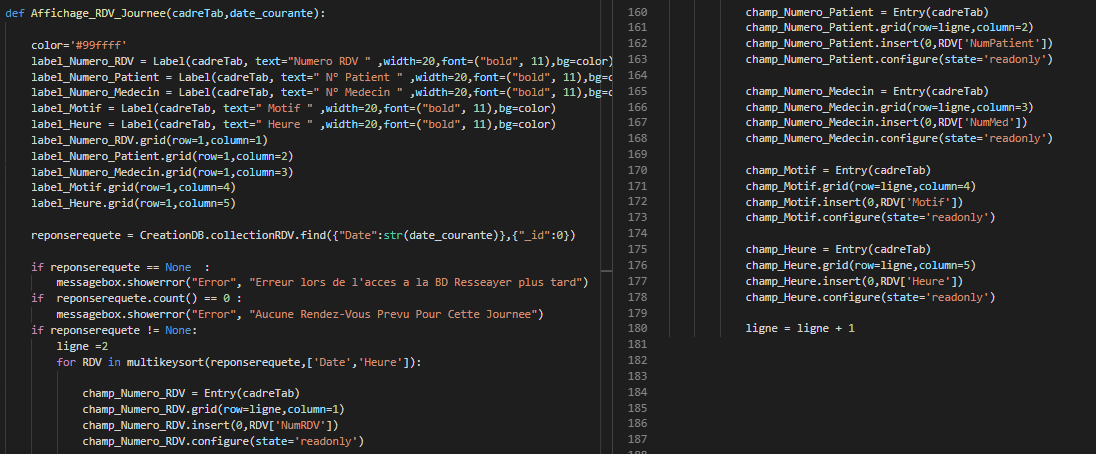 def Affichage_RDV_Journee(cadreTab,date_courante):
color='#99ffff'
label_Numero_RDV = Label(cadreTab, text="Numero RDV " ,width=20,font=("bold", 11),bg=color)
label_Numero_Patient = Label(cadreTab, text=" N° Patient " ,width=20,font=("bold", 11),bg=c
label_Numero_Medecin = Label(cadreTab, text=" N° Medecin " ,width=20,font=("bold", 11),bg=c
label_Motif = Label(cadreTab, text=" Motif " ,width=20,font=("bold", 11),bg=color)
label_Heure = Label(cadreTab, text=" Heure " ,width=20,font=("bold", 11),bg=color)
label_Numero_RDV.grid(row=1,column=1)
label_Numero_Patient.grid(row=1,column=2)
label_Numero_Medecin.grid(row=1,column=3)
label_Motif.grid(row=1,column=4)
label_Heure.grid(row=1,column=5)
reponserequete = CreationDB.collectionRDV.find({"Date":str(date_courante)},{"_id":0})
if reponserequete == None  :
messagebox.showerror("Error", "Erreur lors de l'acces a la BD Resseayer plus tard")
if  reponserequete.count() == 0 :
messagebox.showerror("Error", "Aucune Rendez-Vous Prevu Pour Cette Journee")
if reponserequete != None:
ligne =2
for RDV in multikeysort(reponserequete,['Date','Heure']):
champ_Numero_RDV = Entry(cadreTab)
champ_Numero_RDV.grid(row=ligne,column=1)
champ_Numero_RDV.insert(0,RDV['NumRDV'])
champ_Numero_RDV.configure(state='readonly')
160 champ_Numero_Patient = Entry(cadreTab)
161 champ_Numero_Patient.grid(row=ligne,column=2)
162 champ_Numero_Patient.insert(0,RDV['NumPatient'])
163 champ_Numero_Patient.configure(state='readonly')
164
165 champ_Numero_Medecin = Entry(cadreTab)
166 champ_Numero_Medecin.grid(row=ligne,column=3)
167 champ_Numero_Medecin.insert(0,RDV['NumMed'])
168 champ_Numero_Medecin.configure(state='readonly')
169
170 champ_Motif = Entry(cadreTab)
171 champ_Motif.grid(row=ligne,column=4)
172 champ_Motif.insert(0,RDV['Motif'])
173 champ_Motif.configure(state='readonly')
174
175 champ_Heure = Entry(cadreTab)
176 champ_Heure.grid(row=ligne,column=5)
177 champ_Heure.insert(0,RDV['Heure'])
178 champ_Heure.configure(state='readonly')
179
180 ligne = ligne + 1
181
182
183
184
185
186
187